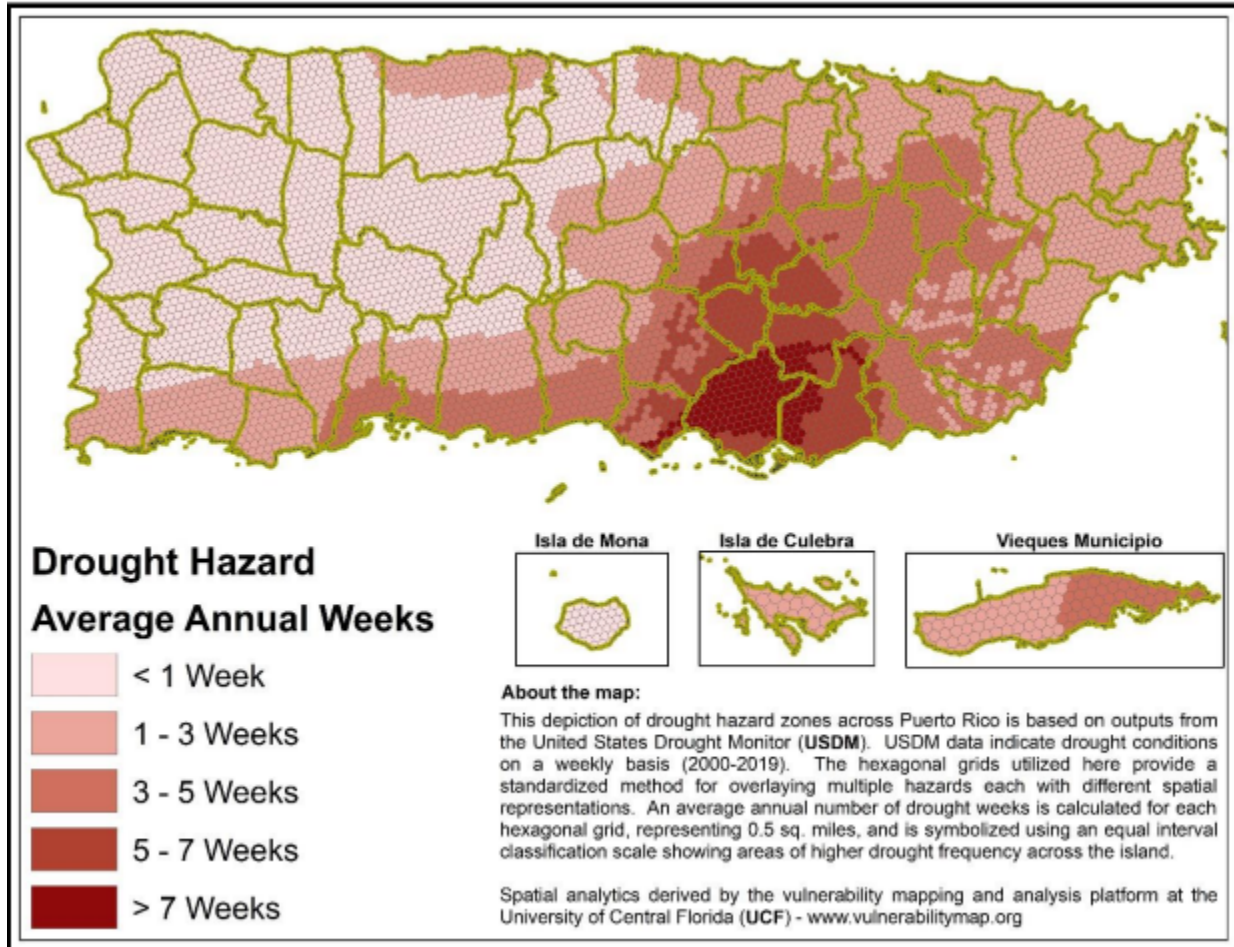 Isla de Mona
Isla de Culebra
Vieques Municipio
Drought Hazard
Average Annual Weeks
< 1 Week
1 - 3 Weeks
3 - 5 Weeks
5 - 7 Weeks
> 7 Weeks
About the map:
This depiction of drought hazard zones across Puerto Rico is based on outputs from
the United States Drought Monitor (USDM). USDM data indicate drought conditions
on a weekly basis (2000-2019). The hexagonal grids utilized here provide a
standardized method for overlaying multiple hazards each with different spatial
representations. An average annual number of drought weeks is calculated for each
hexagonal grid, representing 0.5 sq. miles, and is symbolized using an equal interval
classification scale showing areas of higher drought frequency across the island.
Spatial analytics derived by the vulnerability mapping and analysis platform at the
University of Central Florida (UCF) - www.vulnerabilitymap.org